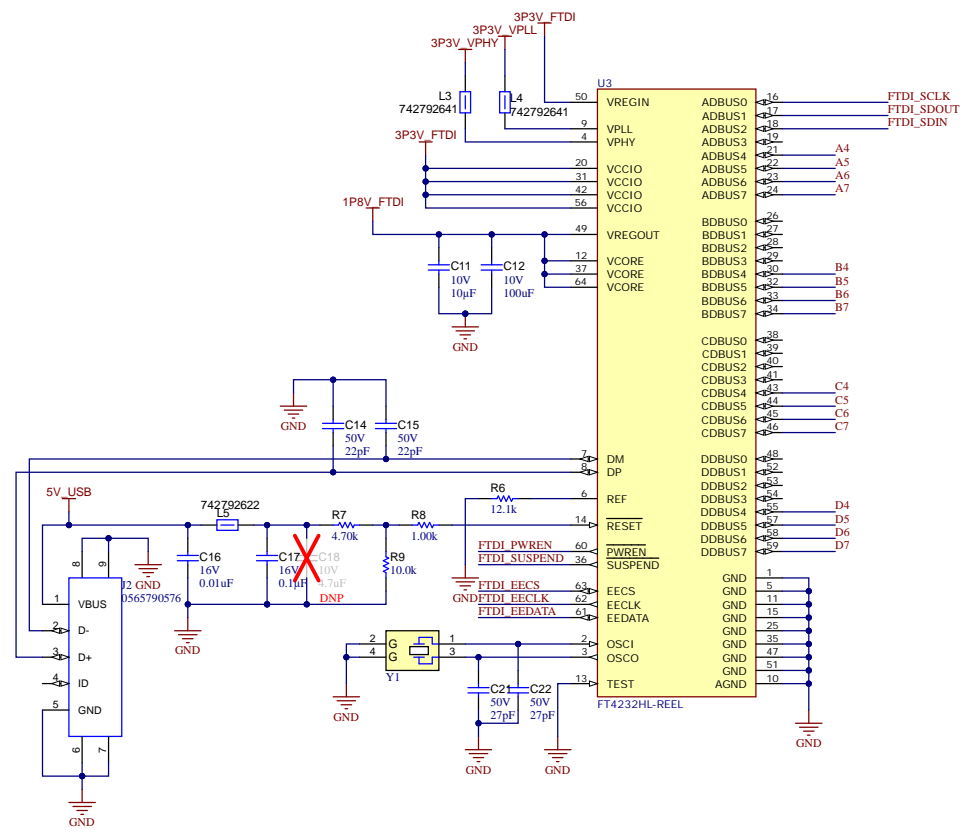 3P3V_FTDI
3P3V_VPLL
3P3V_VPHY
L3
742792641
L4
742792641
3P3V_FTDI
1P8V_FTDI
C11
10V
10µF
C12
10V
100uF
GND
U3
50 VREGIN
9 VPLL
4 VPHY
20 VCCIO
31 VCCIO
42 VCCIO
56 VCCIO
49 VREGOUT
12 VCORE
37 VCORE
64 VCORE
7 DM
8 DP
6 REF
14 RESET
60 PWREN
36 SUSPEND
63 EECS
62 EECLK
61 EEDATA
2 OSCI
3 OSCO
13 TEST
FT4232HL-REEL
ADBUS0 16 FTDI_SCLK
ADBUS1 17 FTDI_SDOUT
ADBUS2 18 FTDI_SDIN
ADBUS3 19
ADBUS4 21 A4
ADBUS5 22 A5
ADBUS6 23 A6
ADBUS7 24 A7
BDBUS0 26
BDBUS1 27
BDBUS2 28
BDBUS3 29
BDBUS4 30 B4
BDBUS5 32 B5
BDBUS6 33 B6
BDBUS7 34 B7
CDBUS0 38
CDBUS1 39
CDBUS2 40
CDBUS3 41
CDBUS4 43 C4
CDBUS5 44 C5
CDBUS6 45 C6
CDBUS7 46 C7
DDBUS0 48
DDBUS1 52
DDBUS2 53
DDBUS3 54
DDBUS4 55 D4
DDBUS5 57 D5
DDBUS6 58 D6
DDBUS7 59 D7
GND 1
GND 5
GND 11
GND 15
GND 25
GND 35
GND 47
GND 51
AGND 10
GND
GND
C14
50V
22pF
C15
50V
22pF
5V_USB
742792622
L5
R7
4.70k
R8
1.00k
R6
12.1k
R9
10.0k
C16
16V
0.01uF
C17
16V
0.1µF
C18
10V
4.7uF
DNP
GND
GND
GND
FTDI_PWREN
FTDI_SUSPEND
FTDI_EECS
FTDI_EECLK
FTDI_EEDATA
8
9
J2
0565790576
1 VBUS
2 D-
3 D+
4 ID
5 GND
6
7
GND
2 G 1
4 G 3
Y1
GND
C21
50V
27pF
C22
50V
27pF
GND
GND